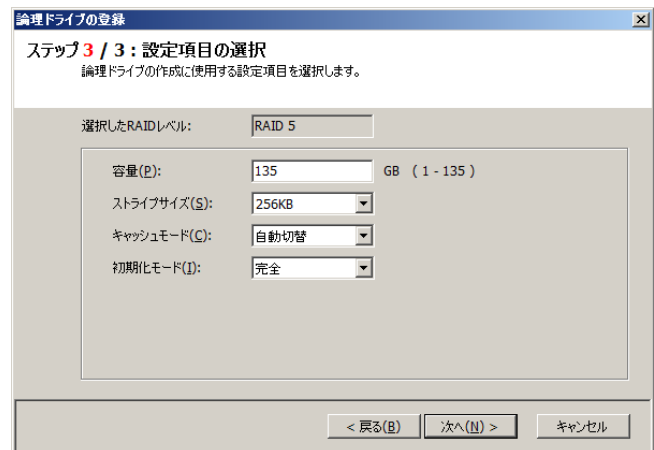 論理ドライブの登録
ステップ 3 / 3 : 設定項目の選択
論理ドライブの作成に使用する設定項目を選択します。
選択したRAIDレベル: RAID 5
容量(P): 135 GB ( 1 - 135 )
ストライプサイズ(S): 256KB
キャッシュモード(C): 自動切替
初期化モード(I): 完全
< 戻る(B) 次へ(N) > キャンセル